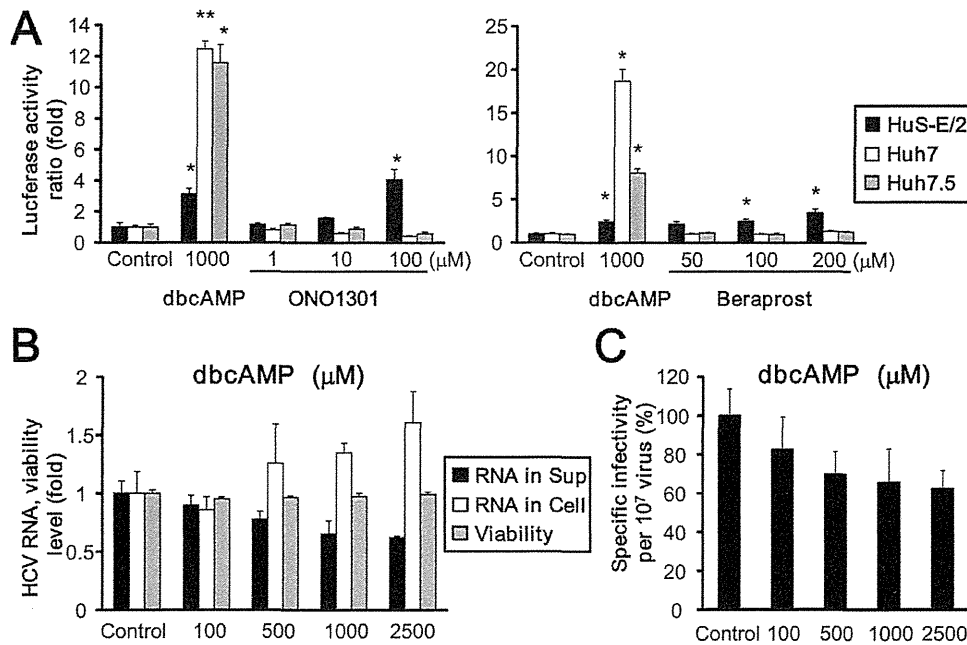 A
Luciferase activity
ratio (fold)
14
12
10
8
6
4
2
0
*
**
*
*
Control 1000 1 10 100 (μM)
dbcAMP ONO1301
25
20
15
10
5
0
*
*
*
*
*
Control 1000 50 100 200 (μM)
dbcAMP Beraprost
HuS-E/2
Huh7
Huh7.5
B
dbcAMP (μM)
HCV RNA, viability
level (fold)
2
1.5
1
0.5
0
Control 100 500 1000 2500
RNA in Sup
RNA in Cell
Viability
C
dbcAMP (μM)
Specific infectivity
per 10⁷ virus (%)
120
100
80
60
40
20
0
Control 100 500 1000 2500